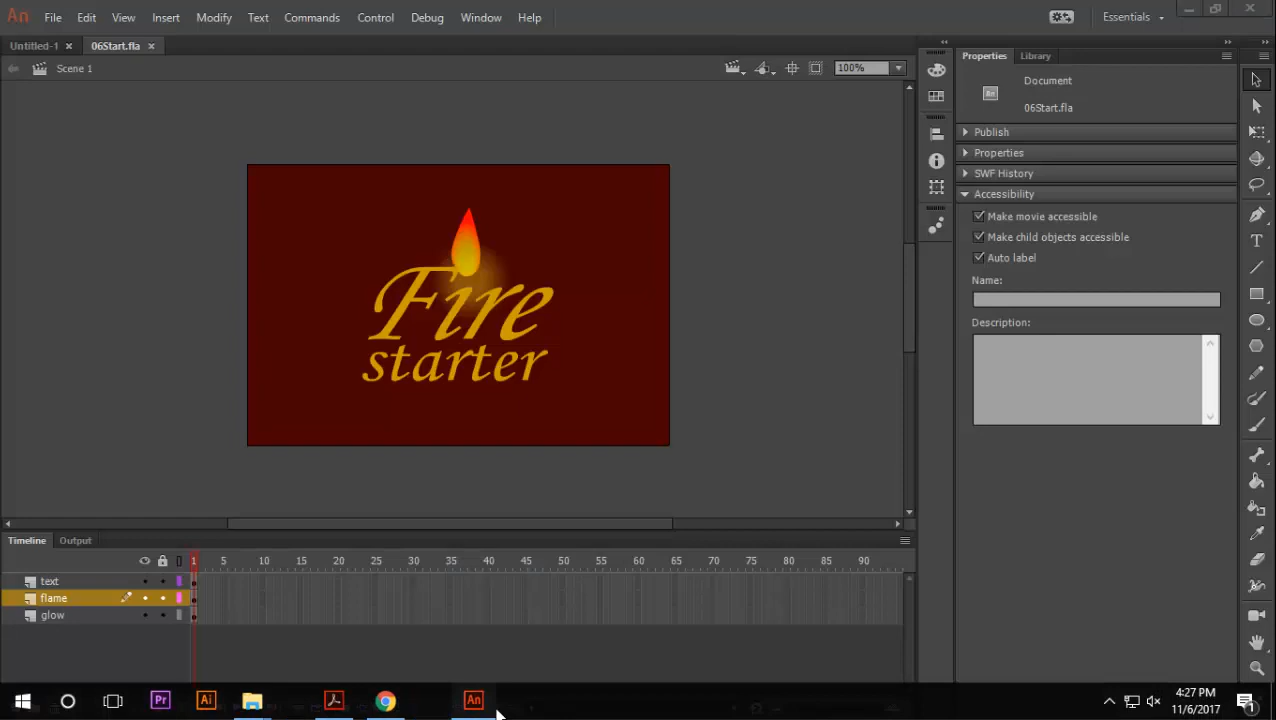 An File Edit View Insert Modify Text Commands Control Debug Window Help Essentials
Untitled-1 × 06Start.fla ×
Scene 1 100%
Properties Library
Document
An 06Start.fla
Publish
Properties
SWF History
Accessibility
Make movie accessible
Make child objects accessible
Auto label
Name:
Description:
Fire
starter
Timeline Output
1 5 10 15 20 25 30 35 40 45 50 55 60 65 70 75 80 85 90
text
flame
glow
Pr Ai An 4:27 PM
11/6/2017 1